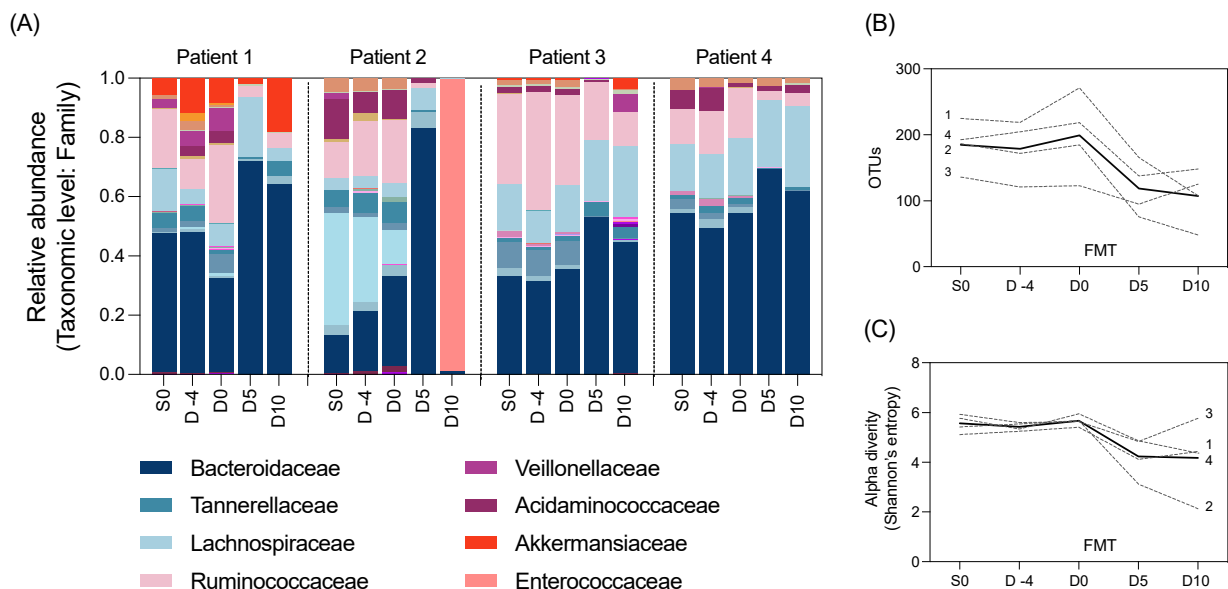 (A)
Patient 1 Patient 2 Patient 3 Patient 4
Relative abundance
(Taxonomic level: Family)
1.0
0.8
0.6
0.4
0.2
0.0
S0 D -4 D0 D5 D10 S0 D -4 D0 D5 D10 S0 D -4 D0 D5 D10 S0 D -4 D0 D5 D10
Bacteroidaceae
Tannerellaceae
Lachnospiraceae
Ruminococcaceae
Veillonellaceae
Acidaminococcaceae
Akkermansiaceae
Enterococcaceae
(B)
OTUs
300
200
100
0
1
4
2
3
FMT
S0 D -4 D0 D5 D10
(C)
Alpha diverity
(Shannon's entropy)
8
6
4
2
0
3
1
4
2
FMT
S0 D -4 D0 D5 D10